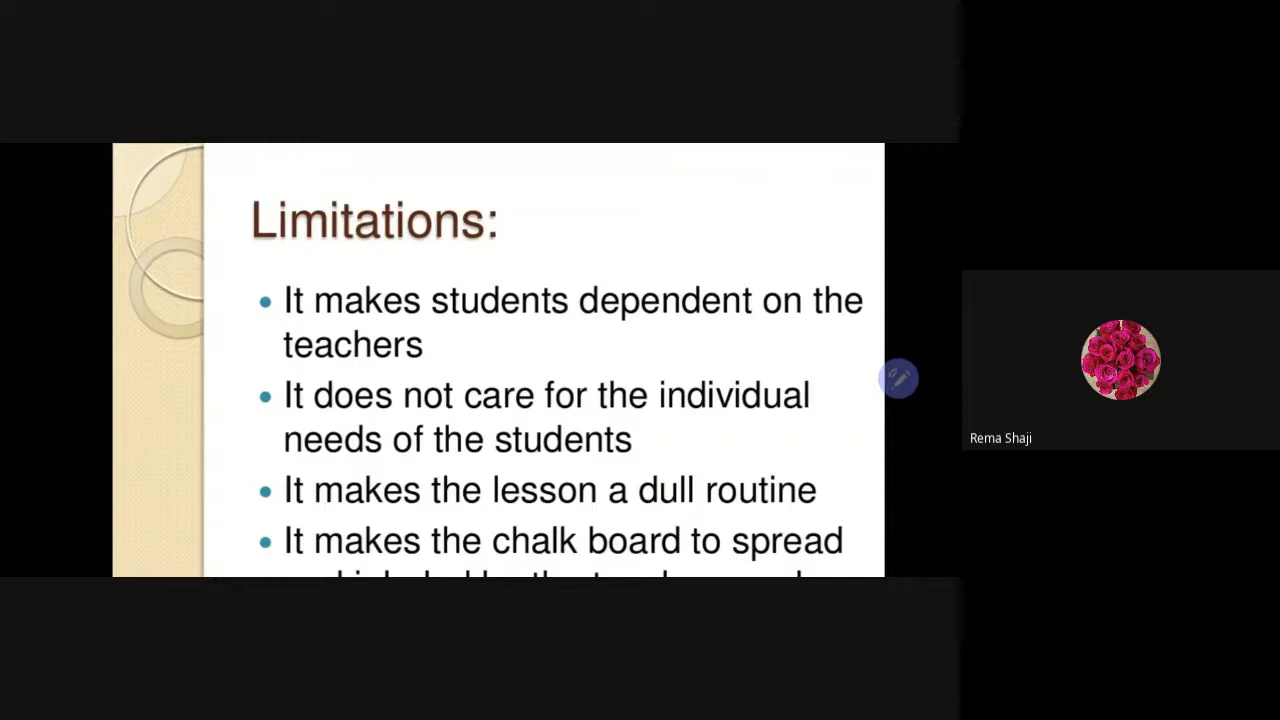 Limitations:
• It makes students dependent on the
teachers
• It does not care for the individual
needs of the students
• It makes the lesson a dull routine
• It makes the chalk board to spread
Rema Shaji